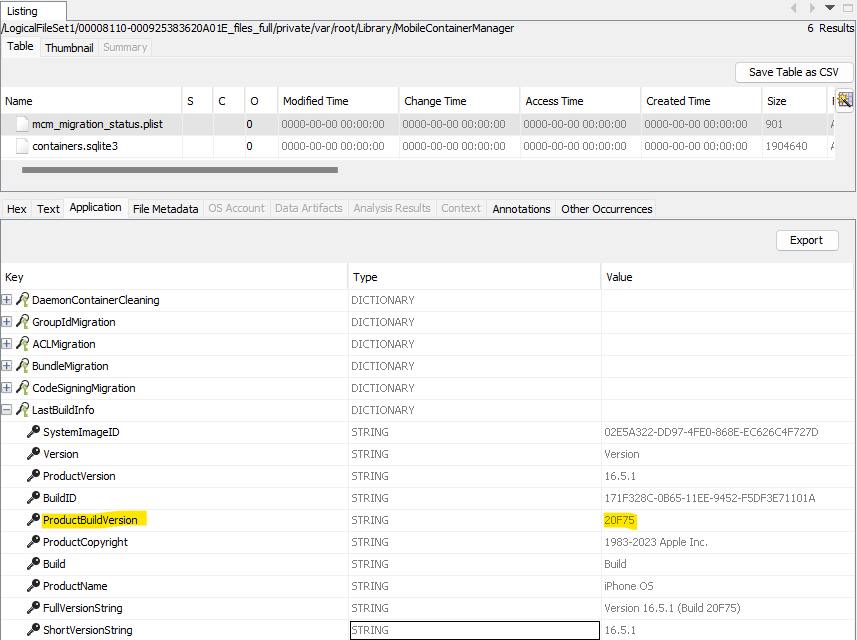 Listing
/LogicalFileSet1/00008110-000925383620A01E_files_full/private/var/root/Library/MobileContainerManager 6 Results
Table Thumbnail Summary
Save Table as CSV
Name S C O Modified Time Change Time Access Time Created Time Size
mcm_migration_status.plist 0 0000-00-00 00:00:00 0000-00-00 00:00:00 0000-00-00 00:00:00 0000-00-00 00:00:00 901
containers.sqlite3 0 0000-00-00 00:00:00 0000-00-00 00:00:00 0000-00-00 00:00:00 0000-00-00 00:00:00 1904640
Hex Text Application File Metadata OS Account Data Artifacts Analysis Results Context Annotations Other Occurrences
Export
Key Type Value
DaemonContainerCleaning DICTIONARY
GroupIdMigration DICTIONARY
ACLMigration DICTIONARY
BundleMigration DICTIONARY
CodeSigningMigration DICTIONARY
LastBuildInfo DICTIONARY
SystemImageID STRING 02E5A322-DD97-4FE0-868E-EC626C4F727D
Version STRING Version
ProductVersion STRING 16.5.1
BuildID STRING 171F328C-0B65-11EE-9452-F5DF3E71101A
ProductBuildVersion STRING 20F75
ProductCopyright STRING 1983-2023 Apple Inc.
Build STRING Build
ProductName STRING iPhone OS
FullVersionString STRING Version 16.5.1 (Build 20F75)
ShortVersionString STRING 16.5.1